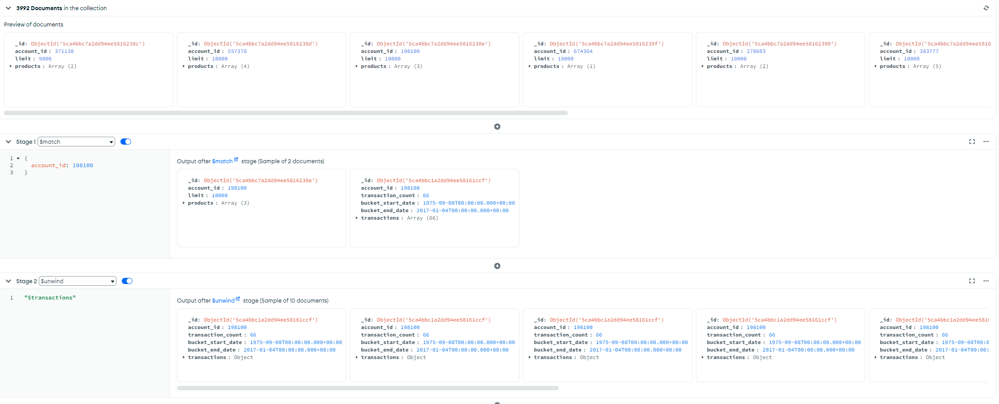 3992 Documents in the collection
Preview of documents
_id: ObjectId('5ca4bbc7a2dd94ee5816238c')
account_id : 371138
limit : 9000
products : Array (2)
_id: ObjectId('5ca4bbc7a2dd94ee5816238d')
account_id : 557378
limit : 10000
products : Array (4)
_id: ObjectId('5ca4bbc7a2dd94ee5816238e')
account_id : 198100
limit : 10000
products : Array (3)
_id: ObjectId('5ca4bbc7a2dd94ee5816238f')
account_id : 674364
limit : 10000
products : Array (1)
_id: ObjectId('5ca4bbc7a2dd94ee58162390')
account_id : 278603
limit : 10000
products : Array (2)
_id: ObjectId('5ca4bbc7a2dd94ee5816
account_id : 383777
limit : 10000
products : Array (5)
Stage 1 $match
1 {
2 account_id: 198100
3 }
Output after $match stage (Sample of 2 documents)
_id: ObjectId('5ca4bbc7a2dd94ee5816238e')
account_id : 198100
limit : 10000
products : Array (3)
_id: ObjectId('5ca4bbc1a2dd94ee58161ccf')
account_id : 198100
transaction_count : 66
bucket_start_date : 1975-09-08T00:00:00.000+00:00
bucket_end_date : 2017-01-04T00:00:00.000+00:00
transactions : Array (66)
Stage 2 $unwind
1 "$transactions"
Output after $unwind stage (Sample of 10 documents)
_id: ObjectId('5ca4bbc1a2dd94ee58161ccf')
account_id : 198100
transaction_count : 66
bucket_start_date : 1975-09-08T00:00:00.000+00:00
bucket_end_date : 2017-01-04T00:00:00.000+00:00
transactions : Object
_id: ObjectId('5ca4bbc1a2dd94ee58161ccf')
account_id : 198100
transaction_count : 66
bucket_start_date : 1975-09-08T00:00:00.000+00:00
bucket_end_date : 2017-01-04T00:00:00.000+00:00
transactions : Object
_id: ObjectId('5ca4bbc1a2dd94ee58161ccf')
account_id : 198100
transaction_count : 66
bucket_start_date : 1975-09-08T00:00:00.000+00:00
bucket_end_date : 2017-01-04T00:00:00.000+00:00
transactions : Object
_id: ObjectId('5ca4bbc1a2dd94ee58161ccf')
account_id : 198100
transaction_count : 66
bucket_start_date : 1975-09-08T00:00:00.000+00:00
bucket_end_date : 2017-01-04T00:00:00.000+00:00
transactions : Object
_id: ObjectId('5ca4bbc1a2dd94ee581
account_id : 198100
transaction_count : 66
bucket_start_date : 1975-09-08T00:0
bucket_end_date : 2017-01-04T00:00:
transactions : Object